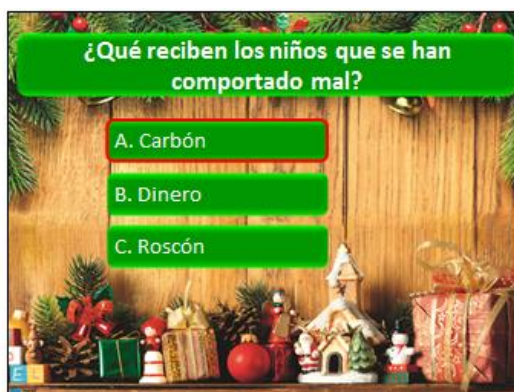 ¿Qué reciben los niños que se han
comportado mal?
A. Carbón
B. Dinero
C. Roscón